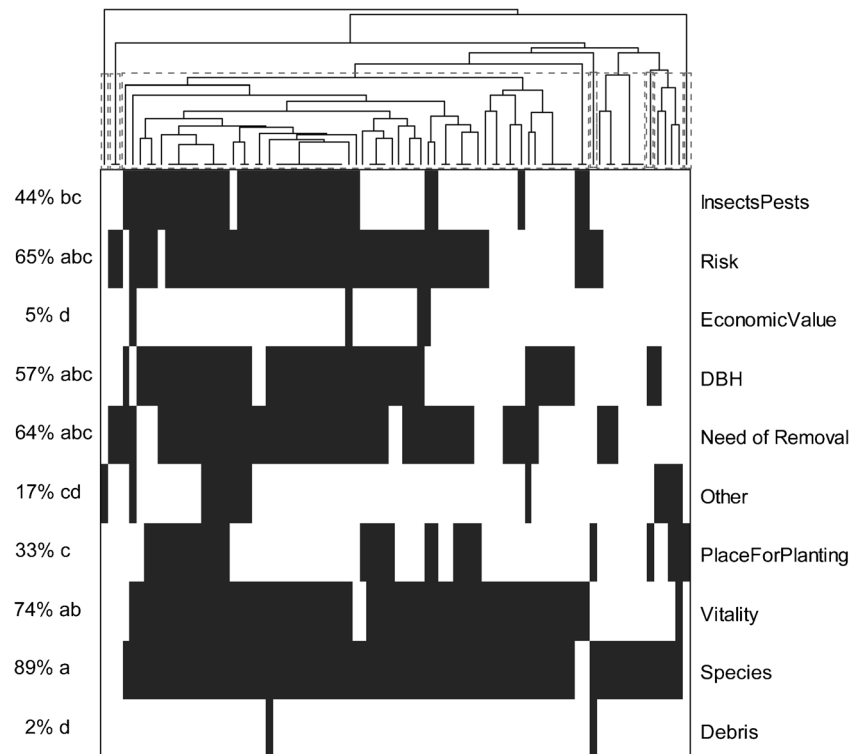 44% bc InsectsPests
65% abc Risk
5% d EconomicValue
57% abc DBH
64% abc Need of Removal
17% cd Other
33% c PlaceForPlanting
74% ab Vitality
89% a Species
2% d Debris